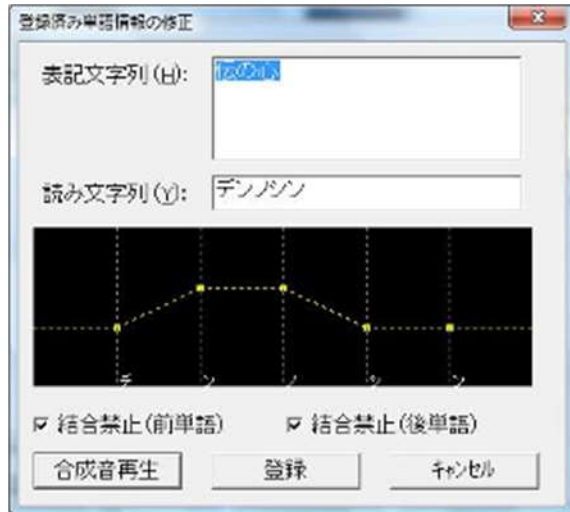 登録済み単語情報の修正
表記文字列(H):
読み文字列(Y):
デンノシン
デ ン ノ シ ン
結合禁止(前単語)
結合禁止(後単語)
合成音再生
登録
キャンセル